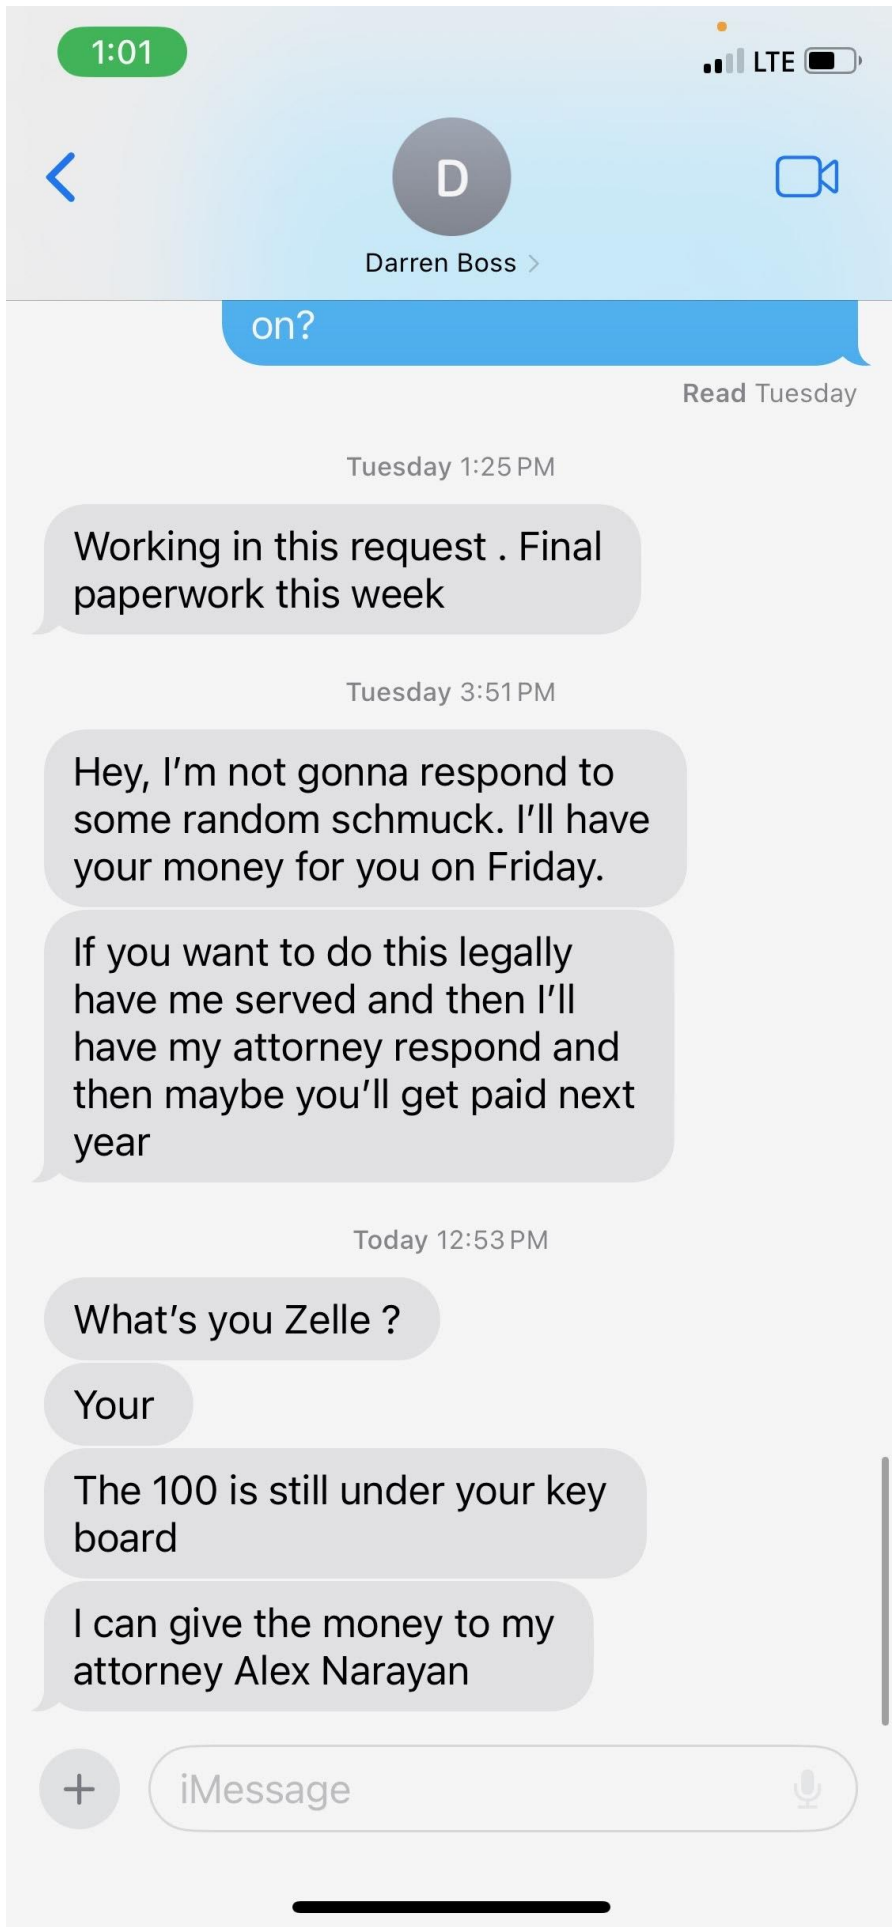 1:01
LTE
D
Darren Boss
on?
Read Tuesday
Tuesday 1:25 PM
Working in this request . Final
paperwork this week
Tuesday 3:51 PM
Hey, I’m not gonna respond to
some random schmuck. I’ll have
your money for you on Friday.
If you want to do this legally
have me served and then I’ll
have my attorney respond and
then maybe you’ll get paid next
year
Today 12:53 PM
What’s you Zelle ?
Your
The 100 is still under your key
board
I can give the money to my
attorney Alex Narayan
iMessage